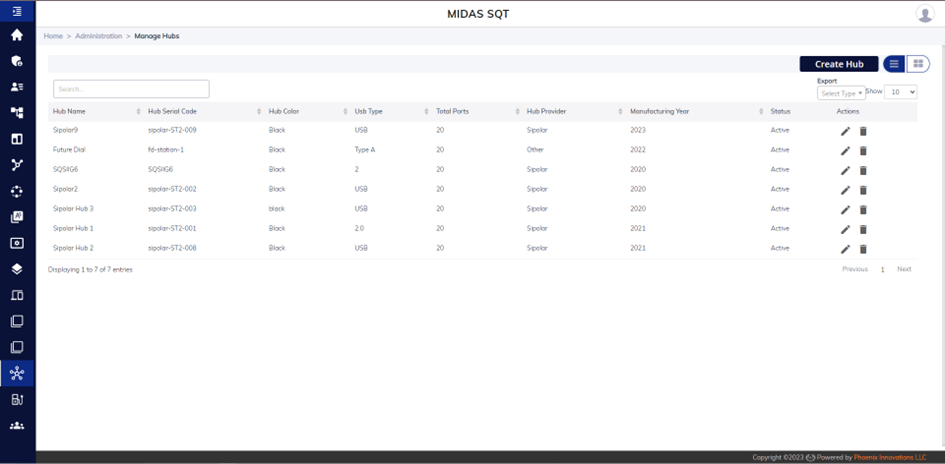 MIDAS SQT
Home > Administration > Manage Hubs
Create Hub
Export
Search...
Select Type Show 10
Hub Name Hub Serial Code Hub Color Usb Type Total Ports Hub Provider Manufacturing Year Status Actions
Sipolar9 sipolar-ST2-009 Black USB 20 Sipolar 2023 Active
Future Dial fd-station-1 Black Type A 20 Other 2022 Active
SQSIIG6 SQSIIG6 Black 2 20 Sipolar 2020 Active
Sipolar2 sipolar-ST2-002 Black USB 20 Sipolar 2020 Active
Sipolar Hub 3 sipolar-ST2-003 black USB 20 Sipolar 2020 Active
Sipolar Hub 1 sipolar-ST2-001 Black 2.0 20 Sipolar 2021 Active
Sipolar Hub 2 sipolar-ST2-008 Black USB 20 Sipolar 2021 Active
Displaying 1 to 7 of 7 entries Previous 1 Next
Copyright ©2023 Powered by Phoenix Innovations LLC